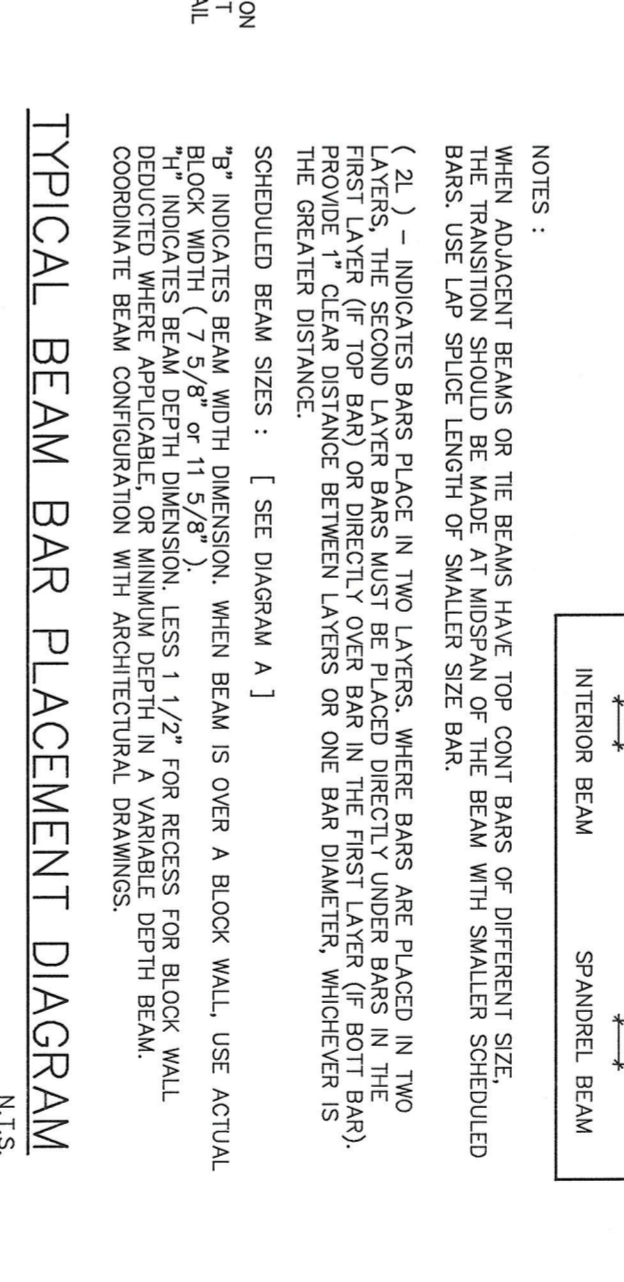 INTERIOR BEAM
SPANDREL BEAM
NOTES :
WHEN ADJACENT BEAMS OR TIE BEAMS HAVE TOP CONT BARS OF DIFFERENT SIZE,
THE TRANSITION SHOULD BE MADE AT MIDSPAN OF THE BEAM WITH SMALLER SCHEDULED
BARS. USE LAP SPLICE LENGTH OF SMALLER SIZE BAR.
( 2L ) – INDICATES BARS PLACE IN TWO LAYERS. WHERE BARS ARE PLACED IN TWO
LAYERS, THE SECOND LAYER BARS MUST BE PLACED DIRECTLY UNDER BARS IN THE
FIRST LAYER (IF TOP BAR) OR DIRECTLY OVER BAR IN THE FIRST LAYER (IF BOTT BAR).
PROVIDE 1" CLEAR DISTANCE BETWEEN LAYERS OR ONE BAR DIAMETER, WHICHEVER IS
THE GREATER DISTANCE.
SCHEDULED BEAM SIZES : [ SEE DIAGRAM A ]
"B" INDICATES BEAM WIDTH DIMENSION. WHEN BEAM IS OVER A BLOCK WALL, USE ACTUAL
BLOCK WIDTH ( 7 5/8" or 11 5/8" ).
"H" INDICATES BEAM DEPTH DIMENSION. LESS 1 1/2" FOR RECESS FOR BLOCK WALL
DEDUCTED WHERE APPLICABLE, OR MINIMUM DEPTH IN A VARIABLE DEPTH BEAM.
COORDINATE BEAM CONFIGURATION WITH ARCHITECTURAL DRAWINGS.
TYPICAL BEAM BAR PLACEMENT DIAGRAM
N.T.S.
ON
T
AIL